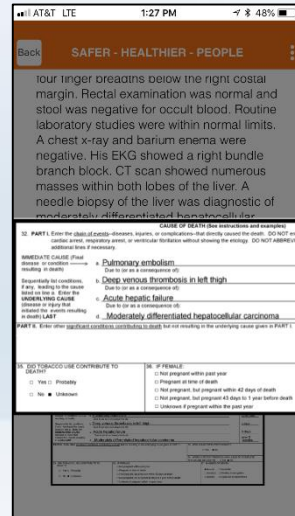 AT&T LTE 1:27 PM 48%
Back SAFER - HEALTHIER - PEOPLE
four finger breadths below the right costal
margin. Rectal examination was normal and
stool was negative for occult blood. Routine
laboratory studies were within normal limits.
A chest x-ray and barium enema were
negative. His EKG showed a right bundle
branch block. CT scan showed numerous
masses within both lobes of the liver. A
needle biopsy of the liver was diagnostic of
moderately differentiated hepatocellular
CAUSE OF DEATH (See instructions and examples)
32. PART I. Enter the chain of events—diseases, injuries, or complications—that directly caused the death. DO NOT en
cardiac arrest, respiratory arrest, or ventricular fibrillation without showing the etiology. DO NOT ABBREVI
additional lines if necessary.
IMMEDIATE CAUSE (Final
disease or condition
resulting in death)
a. Pulmonary embolism
Due to (or as a consequence of):
Sequentially list conditions,
if any, leading to the cause
listed on line a. Enter the
UNDERLYING CAUSE
(disease or injury that
initiated the events resulting
in death) LAST
b. Deep venous thrombosis in left thigh
Due to (or as a consequence of):
c. Acute hepatic failure
Due to (or as a consequence of):
d. Moderately differentiated hepatocellular carcinoma
PART II. Enter other significant conditions contributing to death but not resulting in the underlying cause given in PART I.
35. DID TOBACCO USE CONTRIBUTE TO
DEATH?
□ Yes □ Probably
□ No ■ Unknown
36. IF FEMALE:
□ Not pregnant within past year
□ Pregnant at time of death
□ Not pregnant, but pregnant within 42 days of death
□ Not pregnant, but pregnant 43 days to 1 year before death
□ Unknown if pregnant within the past year